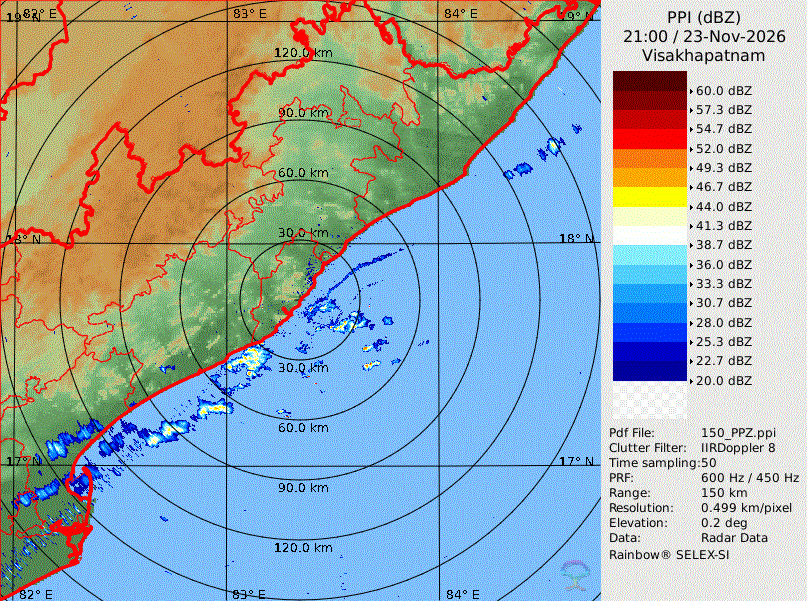 82° E
83° E
84° E
19° N
19° N
120.0 km
90.0 km
60.0 km
30.0 km
18° N
18° N
30.0 km
60.0 km
17° N
17° N
90.0 km
120.0 km
82° E
83° E
84° E
PPI (dBZ)
21:00 / 23-Nov-2026
Visakhapatnam
60.0 dBZ
57.3 dBZ
54.7 dBZ
52.0 dBZ
49.3 dBZ
46.7 dBZ
44.0 dBZ
41.3 dBZ
38.7 dBZ
36.0 dBZ
33.3 dBZ
30.7 dBZ
28.0 dBZ
25.3 dBZ
22.7 dBZ
20.0 dBZ
Pdf File: 150_PPZ.ppi
Clutter Filter: IIRDoppler 8
Time sampling:50
PRF: 600 Hz / 450 Hz
Range: 150 km
Resolution: 0.499 km/pixel
Elevation: 0.2 deg
Data: Radar Data
Rainbow® SELEX-SI